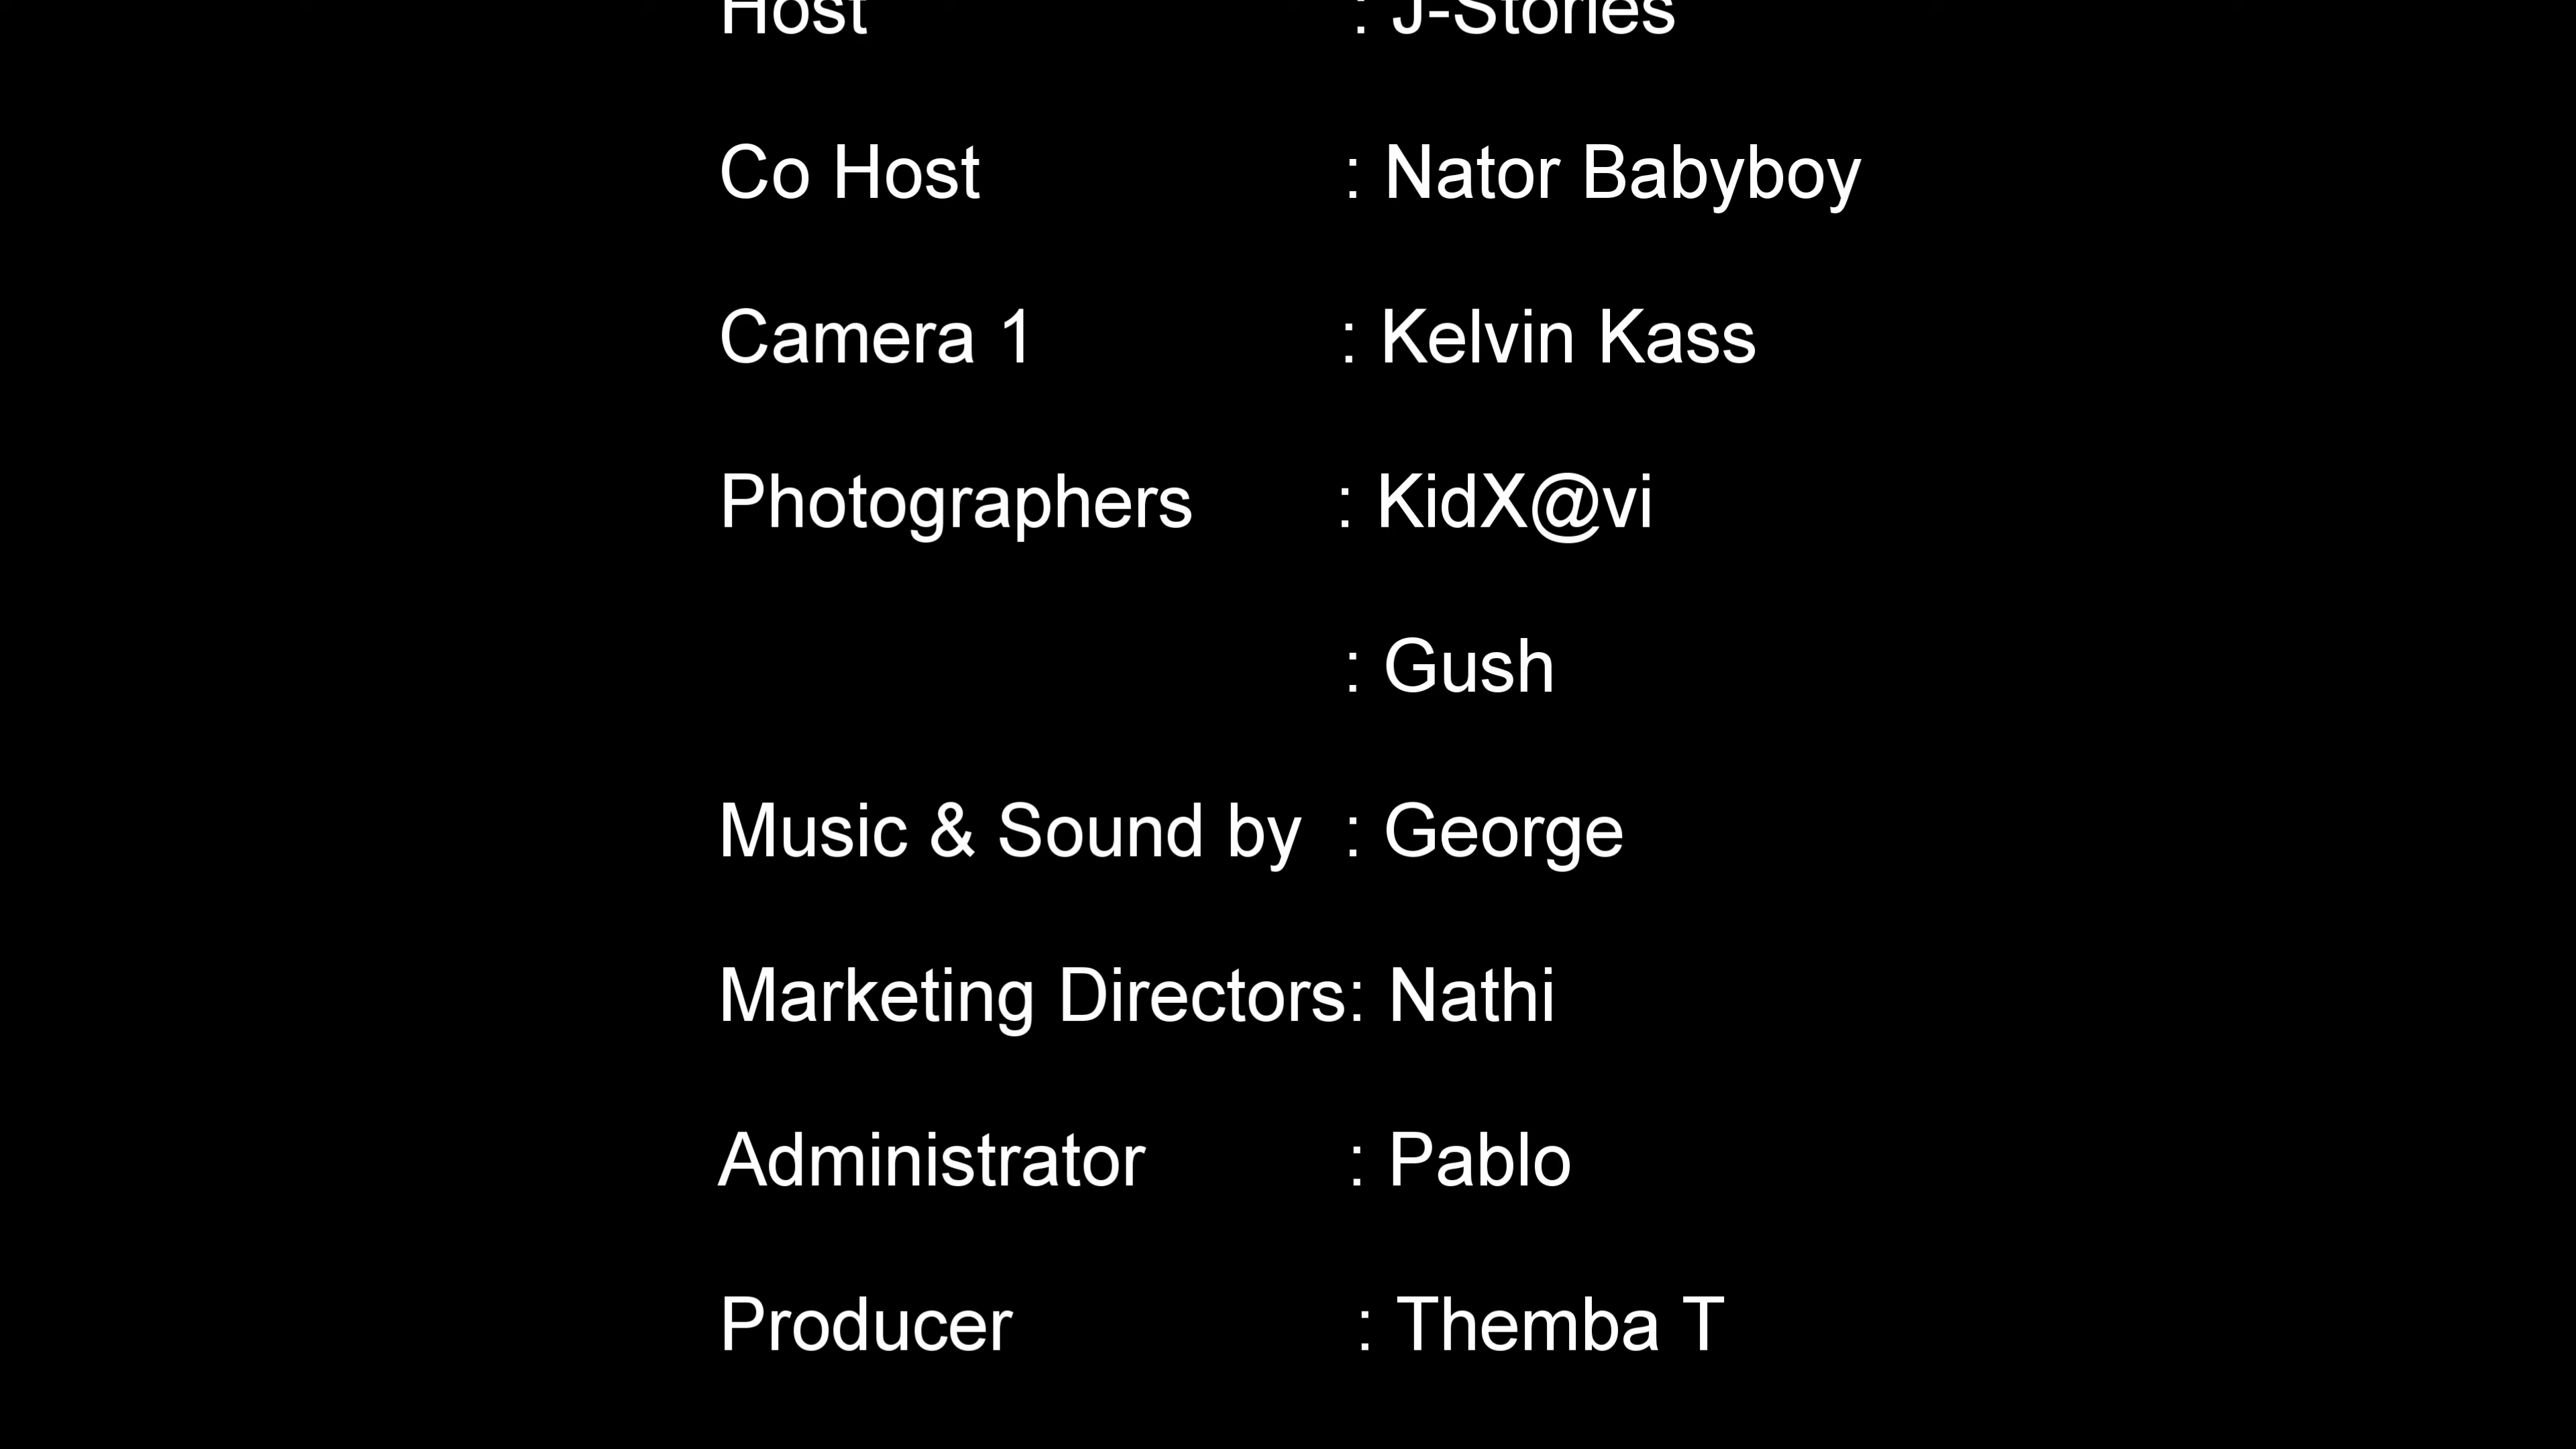 Host : J-Stories
Co Host : Nator Babyboy
Camera 1 : Kelvin Kass
Photographers : KidX@vi
: Gush
Music & Sound by : George
Marketing Directors: Nathi
Administrator : Pablo
Producer : Themba T